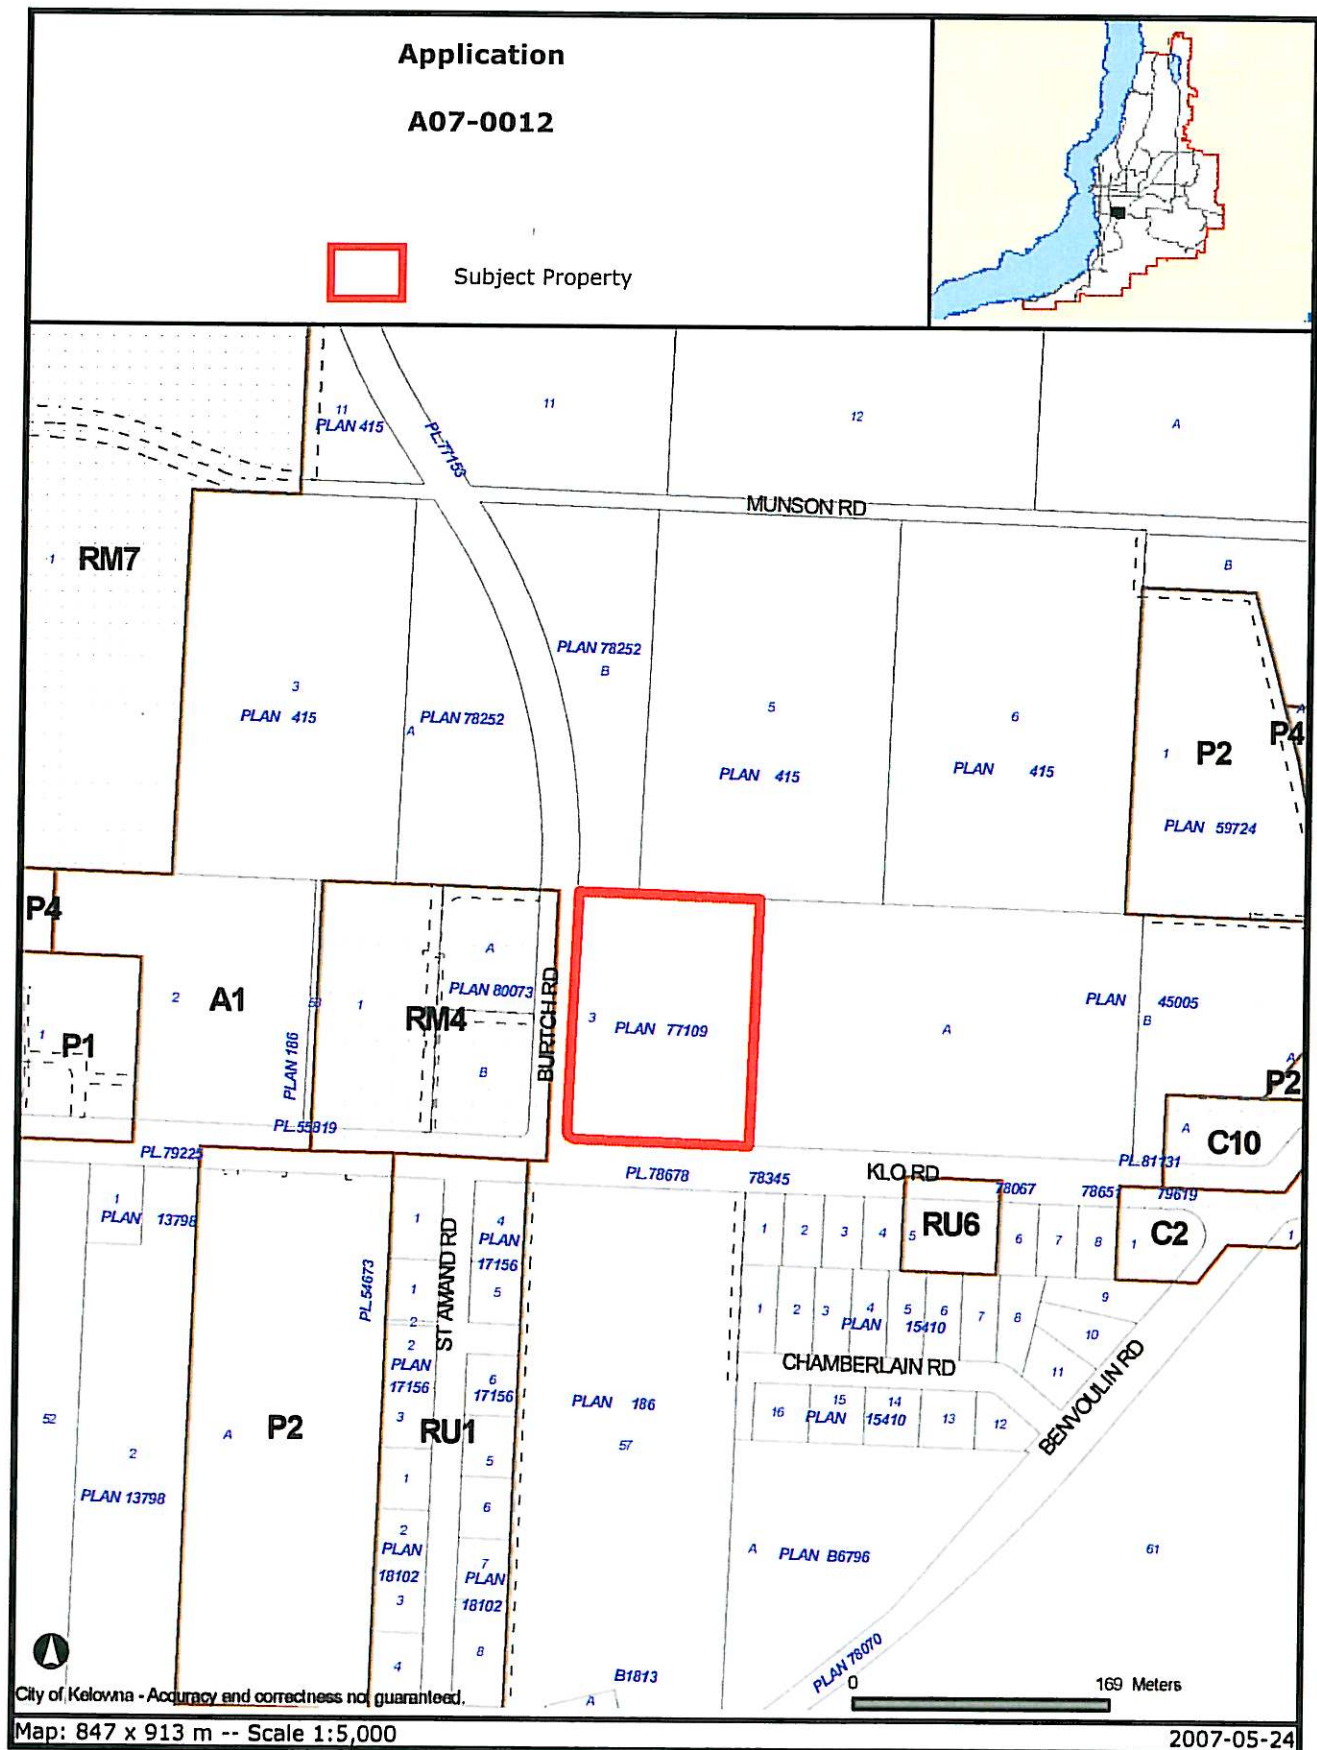 Application
A07-0012
Subject Property
11
PLAN 415
PL.77153
11
12
A
MUNSON RD
1
RM7
B
3
PLAN 415
PLAN 78252
A
PLAN 78252
B
5
PLAN 415
6
PLAN 415
1
P2
PLAN 59724
A
P4
P4
1
P1
2
A1
53
PLAN 186
1
RM4
A
PLAN 80073
B
BURTCH RD
3
PLAN 77109
A
PLAN 45005
B
A
P2
A
C10
PL.55819
PL.79225
PL.78678
78345
KLO RD
78067
PL.81731
78651
79619
1
PLAN 13798
PL.54673
1
1
2
2
PLAN
17156
3
RU1
1
2
PLAN
18102
3
4
ST AMAND RD
4
PLAN
17156
5
6
17156
5
6
7
PLAN
18102
8
1
2
3
4
5
RU6
6
7
8
1
C2
1
1
2
3
4
5
6
7
8
PLAN 15410
9
10
11
CHAMBERLAIN RD
16
15
14
13
12
PLAN 15410
BENVOULIN RD
PLAN 186
57
52
2
PLAN 13798
A
P2
A PLAN B6796
61
PLAN 78070
B1813
A
0
169 Meters
City of Kelowna - Accuracy and correctness not guaranteed.
Map: 847 x 913 m -- Scale 1:5,000
2007-05-24